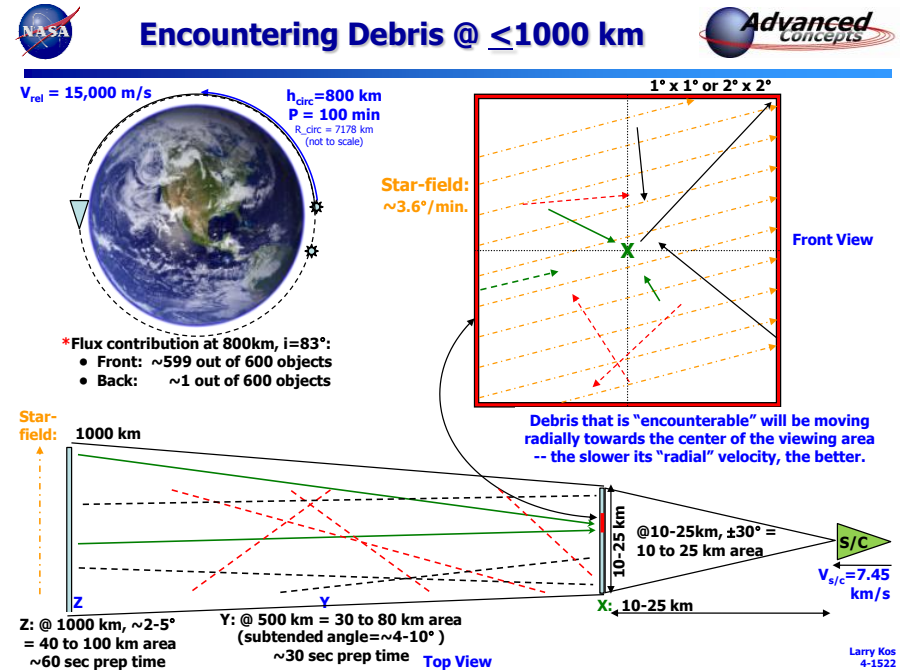 NASA
Encountering Debris @ <1000 km
Advanced
Concepts
Vrel = 15,000 m/s
hcirc=800 km
P = 100 min
R_circ = 7178 km
(not to scale)
1° x 1° or 2° x 2°
Star-field:
~3.6°/min.
X
Front View
*Flux contribution at 800km, i=83°:
• Front: ~599 out of 600 objects
• Back: ~1 out of 600 objects
Debris that is “encounterable” will be moving
radially towards the center of the viewing area
-- the slower its “radial” velocity, the better.
Star-
field:
1000 km
10-25 km
@10-25km, ±30° =
10 to 25 km area
S/C
Vs/c=7.45
km/s
Z
Y
X: 10-25 km
Z: @ 1000 km, ~2-5°
= 40 to 100 km area
~60 sec prep time
Y: @ 500 km = 30 to 80 km area
(subtended angle=~4-10° )
~30 sec prep time
Top View
Larry Kos
4-1522